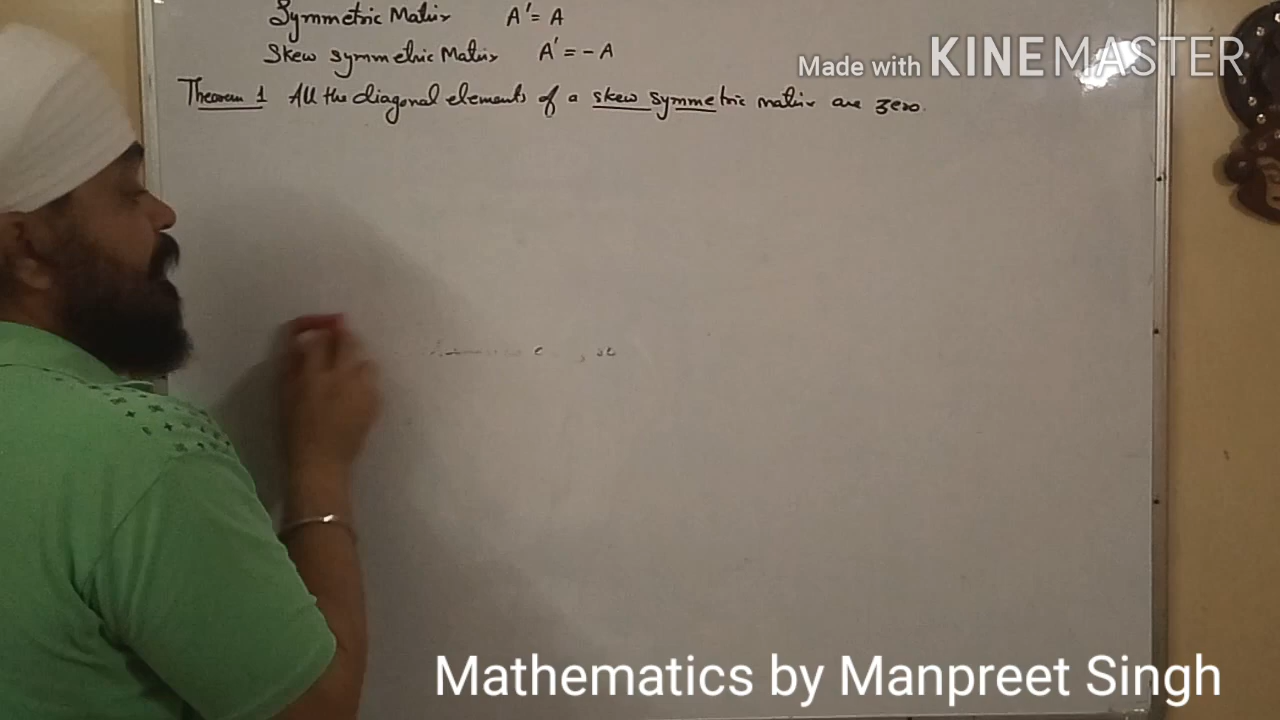 Symmetric Matrix A' = A
Skew symmetric Matrix A' = - A
Made with KINEMASTER
Theorem 1 All the diagonal elements of a skew symmetric matrix are zero.
Mathematics by Manpreet Singh